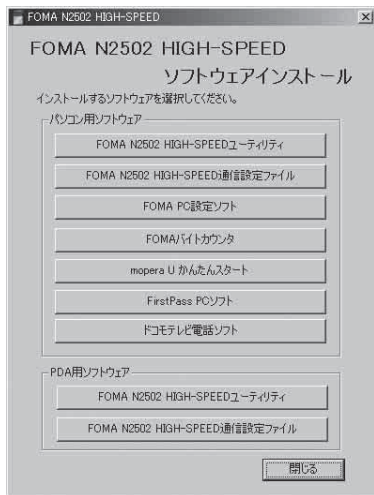 FOMA N2502 HIGH-SPEED
FOMA N2502 HIGH-SPEED
ソフトウェアインストール
インストールするソフトウェアを選択してください。
パソコン用ソフトウェア
FOMA N2502 HIGH-SPEEDユーティリティ
FOMA N2502 HIGH-SPEED通信設定ファイル
FOMA PC設定ソフト
FOMAバイトカウンタ
mopera U かんたんスタート
FirstPass PCソフト
ドコモテレビ電話ソフト
PDA用ソフトウェア
FOMA N2502 HIGH-SPEEDユーティリティ
FOMA N2502 HIGH-SPEED通信設定ファイル
閉じる